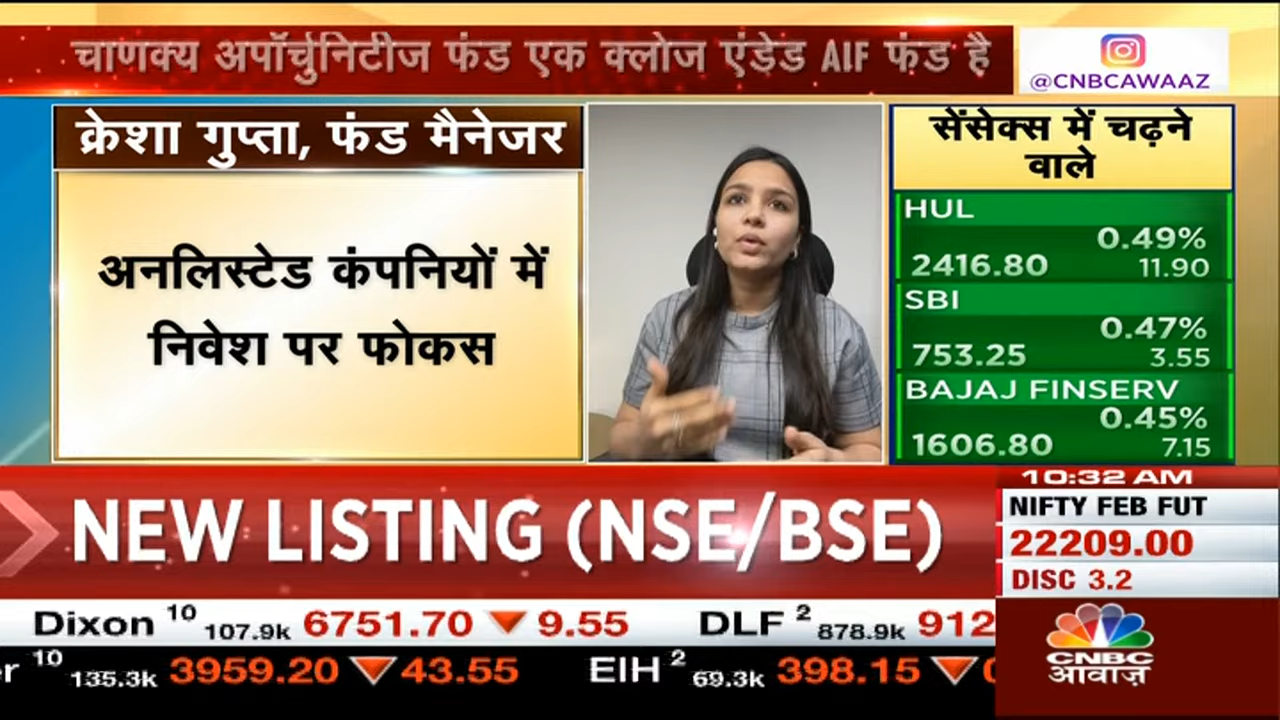 चाणक्य अपॉर्चुनिटीज फंड एक क्लोज एंडेड AIF फंड है
@CNBCAWAAZ
क्रेशा गुप्ता, फंड मैनेजर
अनलिस्टेड कंपनियों में
निवेश पर फोकस
सेंसेक्स में चढ़ने
वाले
HUL
0.49%
2416.80 11.90
SBI
0.47%
753.25 3.55
BAJAJ FINSERV
0.45%
1606.80 7.15
NEW LISTING (NSE/BSE)
10:32 AM
NIFTY FEB FUT
22209.00
DISC 3.2
Dixon 10 107.9k 6751.70 9.55 DLF 2 878.9k 912
r 10 135.3k 3959.20 43.55 EIH 2 69.3k 398.15
CNBC
आवाज़